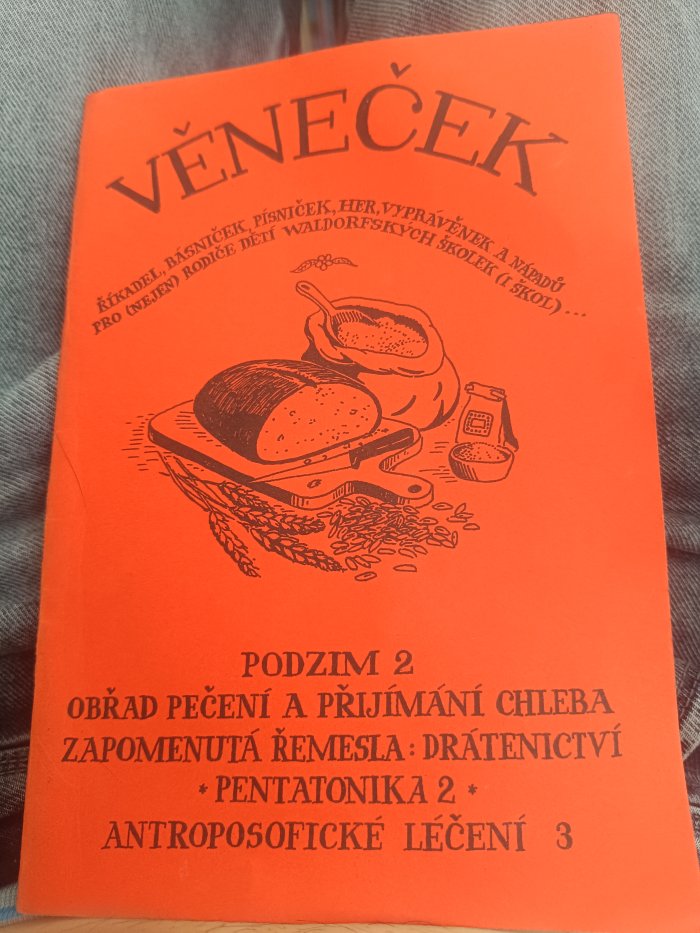 VĚNEČEK
ŘÍKADEL, BÁSNIČEK, PÍSNIČEK, HER, VYPRÁVĚNEK A NÁPADŮ
PRO (NEJEN) RODIČE DĚTÍ WALDORFSKÝCH ŠKOLEK (I ŠKOL)...
PODZIM 2
OBŘAD PEČENÍ A PŘIJÍMÁNÍ CHLEBA
ZAPOMENUTÁ ŘEMESLA: DRÁTENICTVÍ
* PENTATONIKA 2 *
ANTROPOSOFICKÉ LÉČENÍ 3